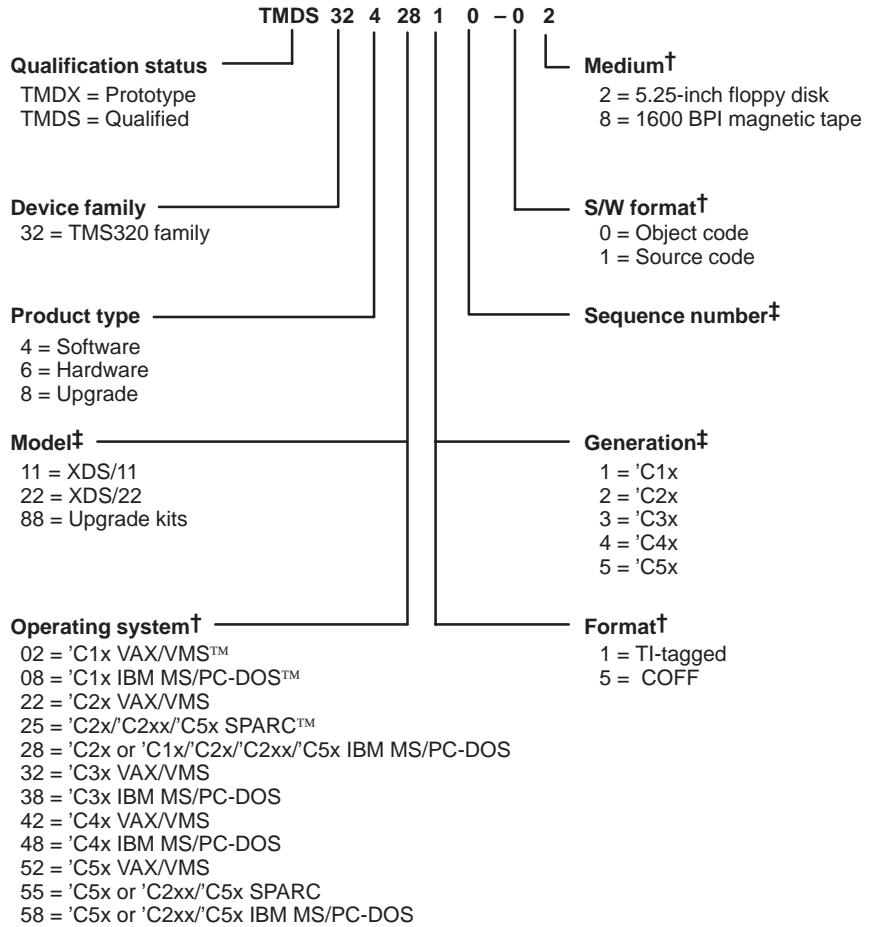 TMDS 32 4 28 1 0 – 0 2
Qualification status
TMDX = Prototype
TMDS = Qualified
Medium†
2 = 5.25-inch floppy disk
8 = 1600 BPI magnetic tape
Device family
32 = TMS320 family
S/W format†
0 = Object code
1 = Source code
Product type
4 = Software
6 = Hardware
8 = Upgrade
Sequence number‡
Model‡
11 = XDS/11
22 = XDS/22
88 = Upgrade kits
Generation‡
1 = ’C1x
2 = ’C2x
3 = ’C3x
4 = ’C4x
5 = ’C5x
Operating system†
02 = ’C1x VAX/VMS™
08 = ’C1x IBM MS/PC-DOS™
22 = ’C2x VAX/VMS
25 = ’C2x/’C2xx/’C5x SPARC™
28 = ’C2x or ’C1x/’C2x/’C2xx/’C5x IBM MS/PC-DOS
32 = ’C3x VAX/VMS
38 = ’C3x IBM MS/PC-DOS
42 = ’C4x VAX/VMS
48 = ’C4x IBM MS/PC-DOS
52 = ’C5x VAX/VMS
55 = ’C5x or ’C2xx/’C5x SPARC
58 = ’C5x or ’C2xx/’C5x IBM MS/PC-DOS
Format†
1 = TI-tagged
5 = COFF